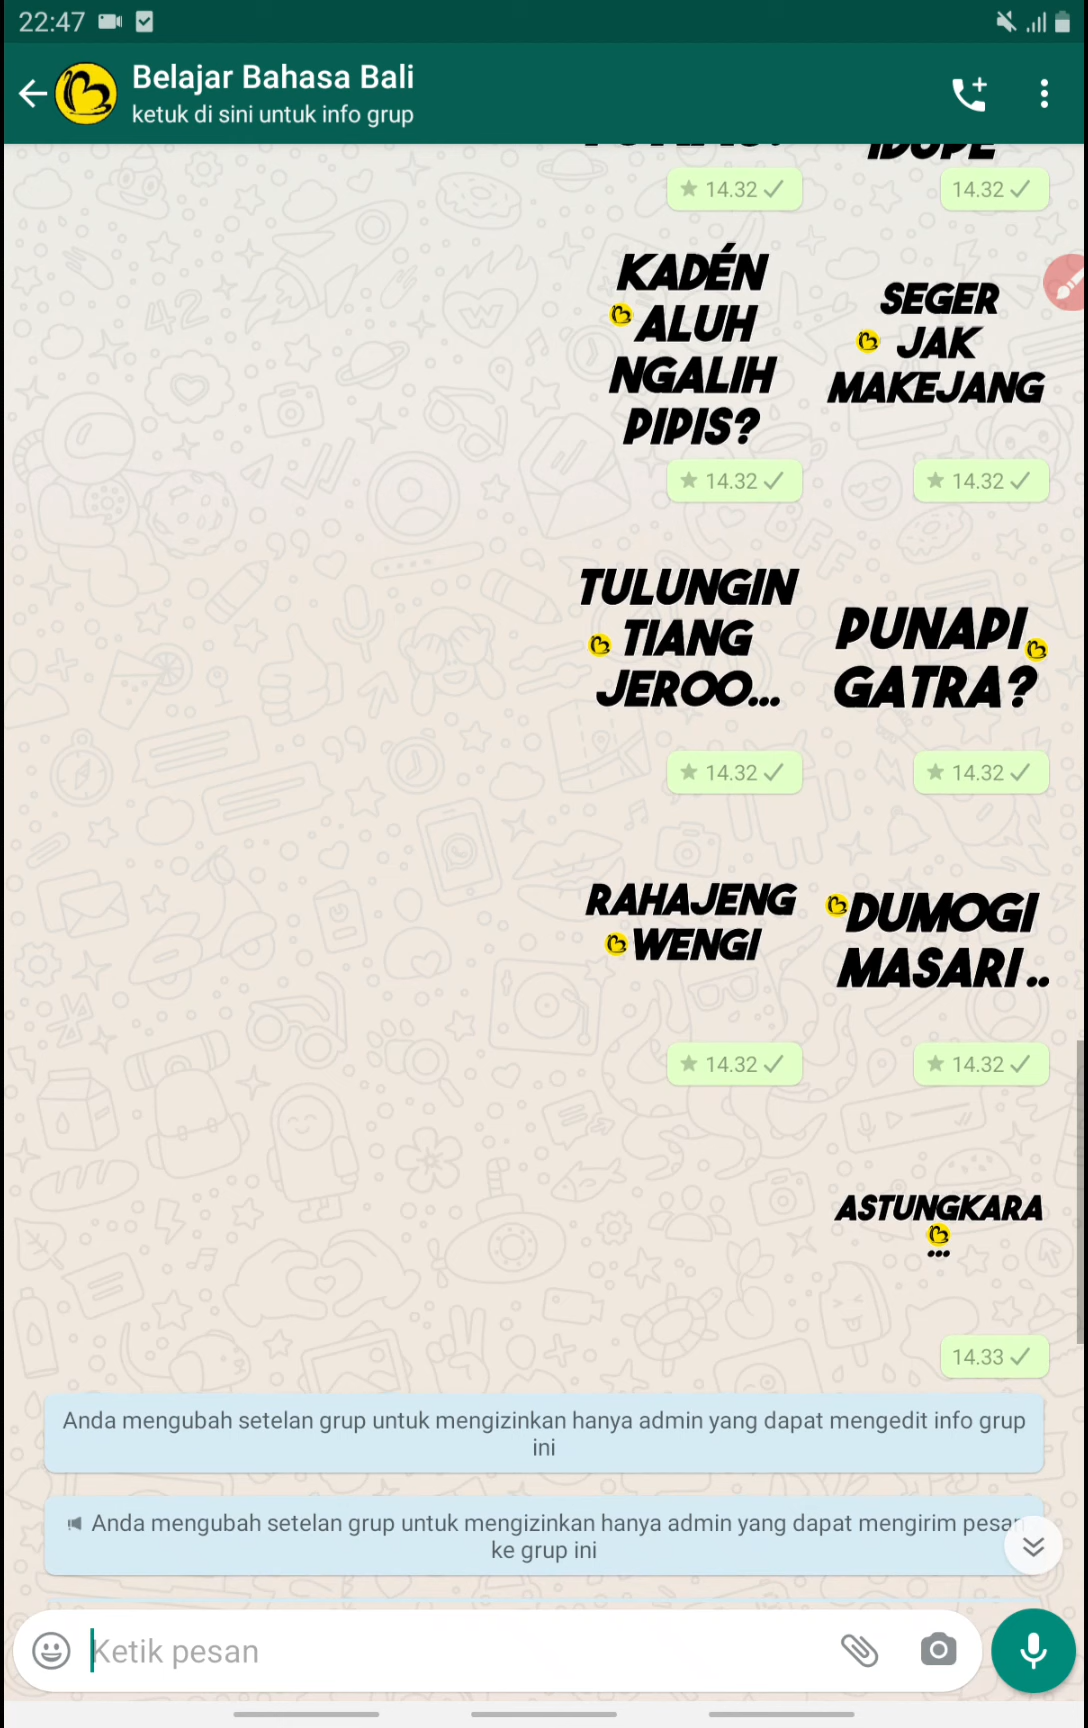 22:47
Belajar Bahasa Bali
ketuk di sini untuk info grup
IDUPE
14.32
14.32
KADÉN
ALUH
NGALIH
PIPIS?
SEGER
JAK
MAKEJANG
14.32
14.32
TULUNGIN
TIANG
JEROO...
PUNAPI
GATRA?
14.32
14.32
RAHAJENG
WENGI
DUMOGI
MASARI..
14.32
14.32
ASTUNGKARA
...
14.33
Anda mengubah setelan grup untuk mengizinkan hanya admin yang dapat mengedit info grup
ini
Anda mengubah setelan grup untuk mengizinkan hanya admin yang dapat mengirim pesan
ke grup ini
Ketik pesan